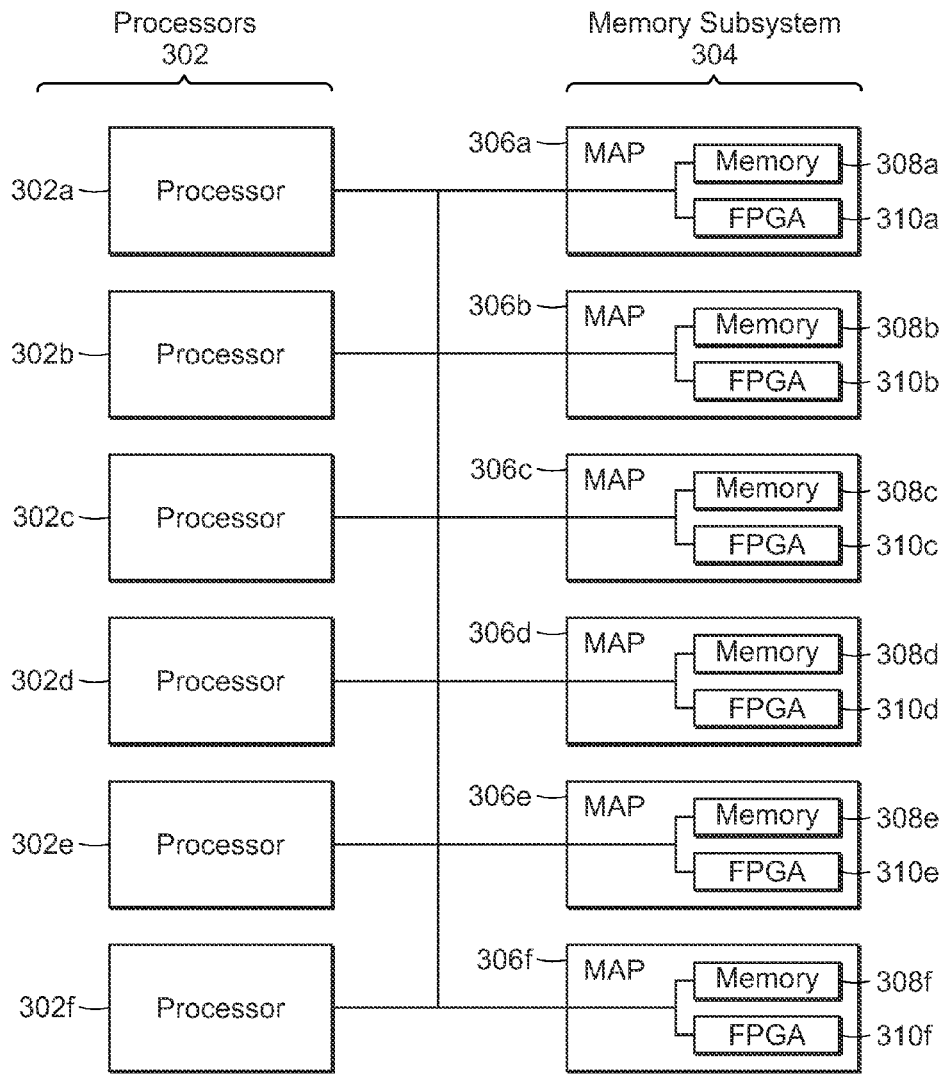 Processors
302
Memory Subsystem
304
302a
Processor
306a
MAP
Memory
308a
FPGA
310a
302b
Processor
306b
MAP
Memory
308b
FPGA
310b
302c
Processor
306c
MAP
Memory
308c
FPGA
310c
302d
Processor
306d
MAP
Memory
308d
FPGA
310d
302e
Processor
306e
MAP
Memory
308e
FPGA
310e
302f
Processor
306f
MAP
Memory
308f
FPGA
310f